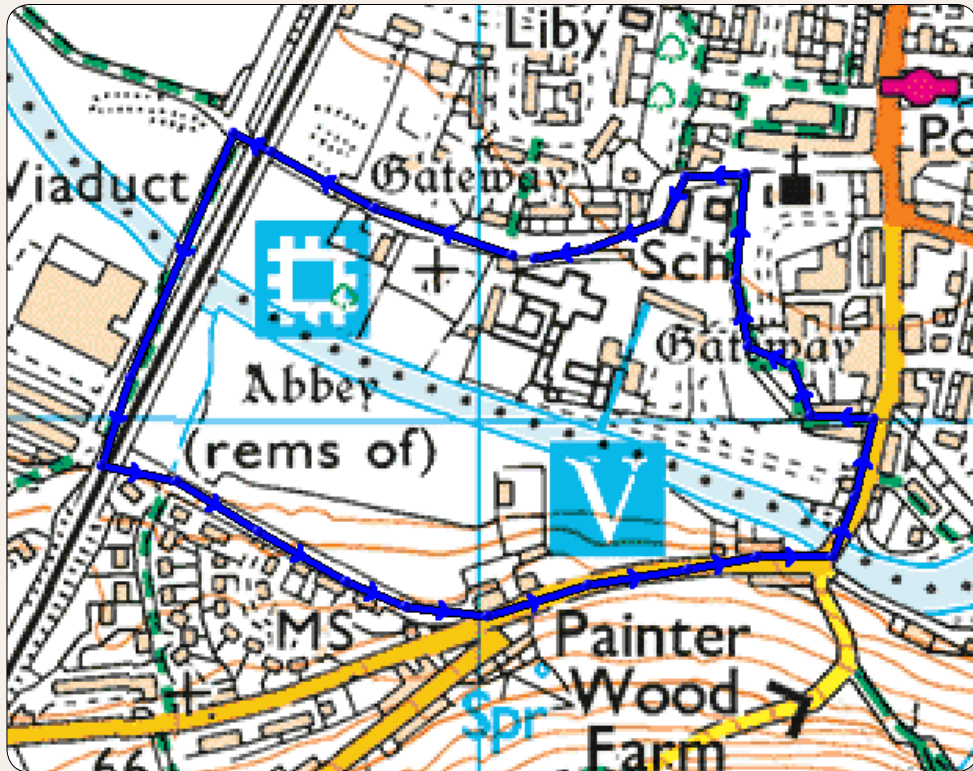 Liby
Po
Viaduct
Gateway
Sch
Gateway
Abbey
(rems of)
V
MS
Painter
Wood
Farm
Spr
66